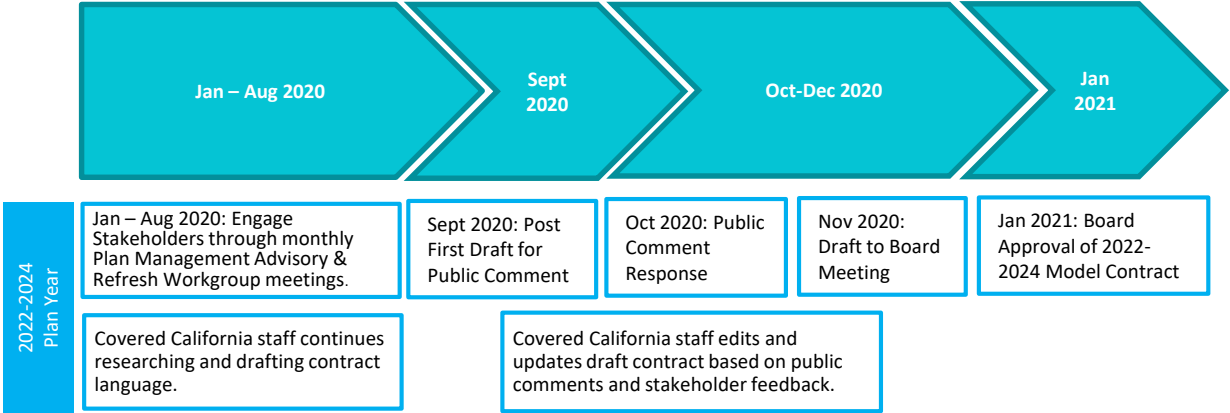 Jan – Aug 2020
Sept
2020
Oct-Dec 2020
Jan
2021
2022-2024
Plan Year
Jan – Aug 2020: Engage
Stakeholders through monthly
Plan Management Advisory &
Refresh Workgroup meetings.
Sept 2020: Post
First Draft for
Public Comment
Oct 2020: Public
Comment
Response
Nov 2020:
Draft to Board
Meeting
Jan 2021: Board
Approval of 2022-
2024 Model Contract
Covered California staff continues
researching and drafting contract
language.
Covered California staff edits and
updates draft contract based on public
comments and stakeholder feedback.